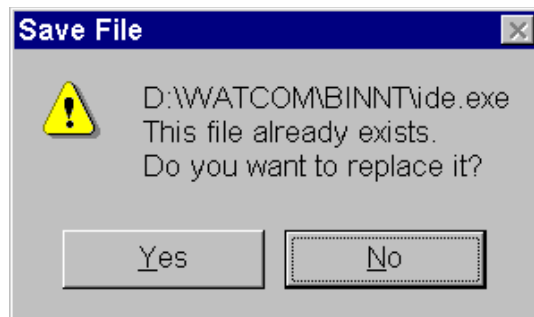 Save File
D:\WATCOM\BINNT\ide.exe
This file already exists.
Do you want to replace it?
Yes
No